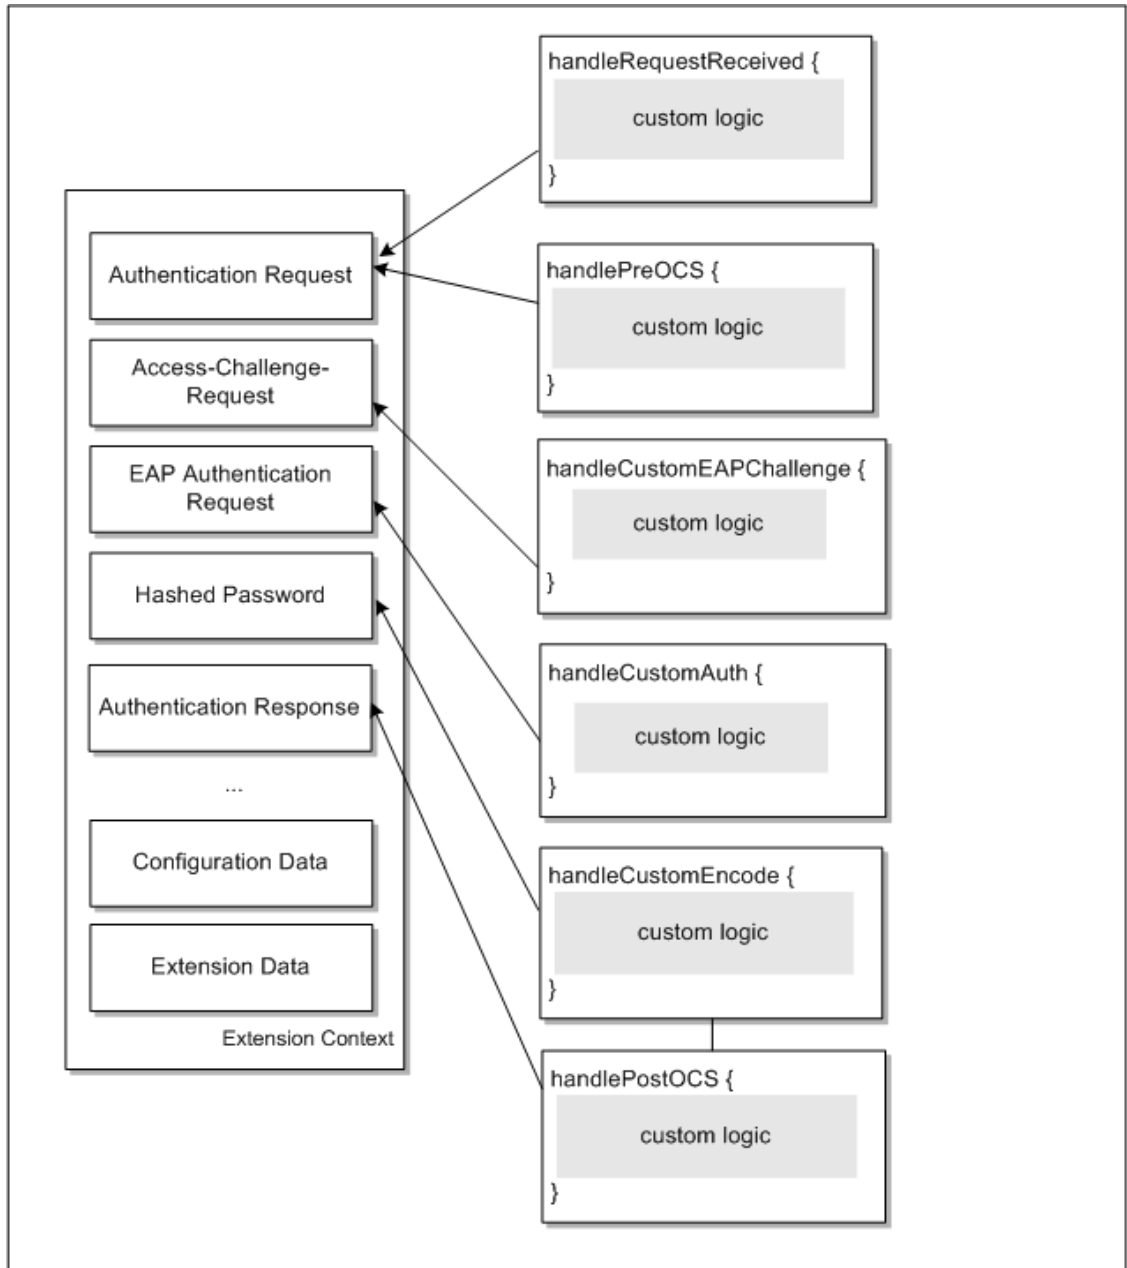 Authentication Request
Access-Challenge-
Request
EAP Authentication
Request
Hashed Password
Authentication Response
...
Configuration Data
Extension Data
Extension Context
handleRequestReceived {
custom logic
}
handlePreOCS {
custom logic
}
handleCustomEAPChallenge {
custom logic
}
handleCustomAuth {
custom logic
}
handleCustomEncode {
custom logic
}
handlePostOCS {
custom logic
}